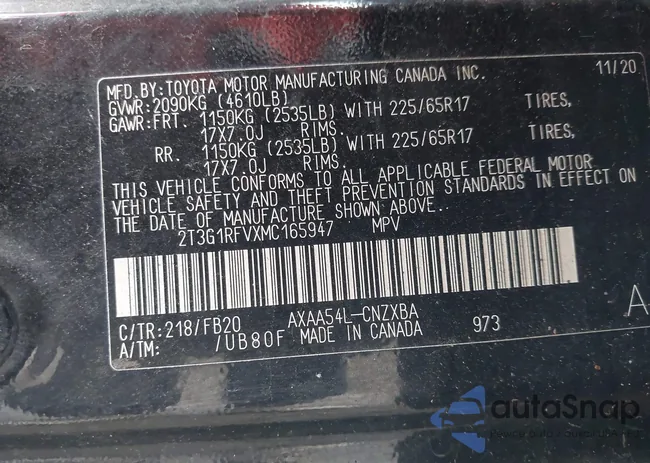 MFD.BY:TOYOTA MOTOR MANUFACTURING CANADA INC. 11/20
GVWR:2090KG (4610LB)
GAWR:FRT. 1150KG (2535LB) WITH 225/65R17 TIRES,
17X7.0J RIMS.
RR. 1150KG (2535LB) WITH 225/65R17 TIRES,
17X7.0J RIMS.
THIS VEHICLE CONFORMS TO ALL APPLICABLE FEDERAL MOTOR
VEHICLE SAFETY AND THEFT PREVENTION STANDARDS IN EFFECT ON
THE DATE OF MANUFACTURE SHOWN ABOVE.
2T3G1RFVXMC165947 MPV
C/TR:218/FB20 AXAA54L-CNZXBA A
A/TM: /UB80F MADE IN CANADA 973
autaSnap